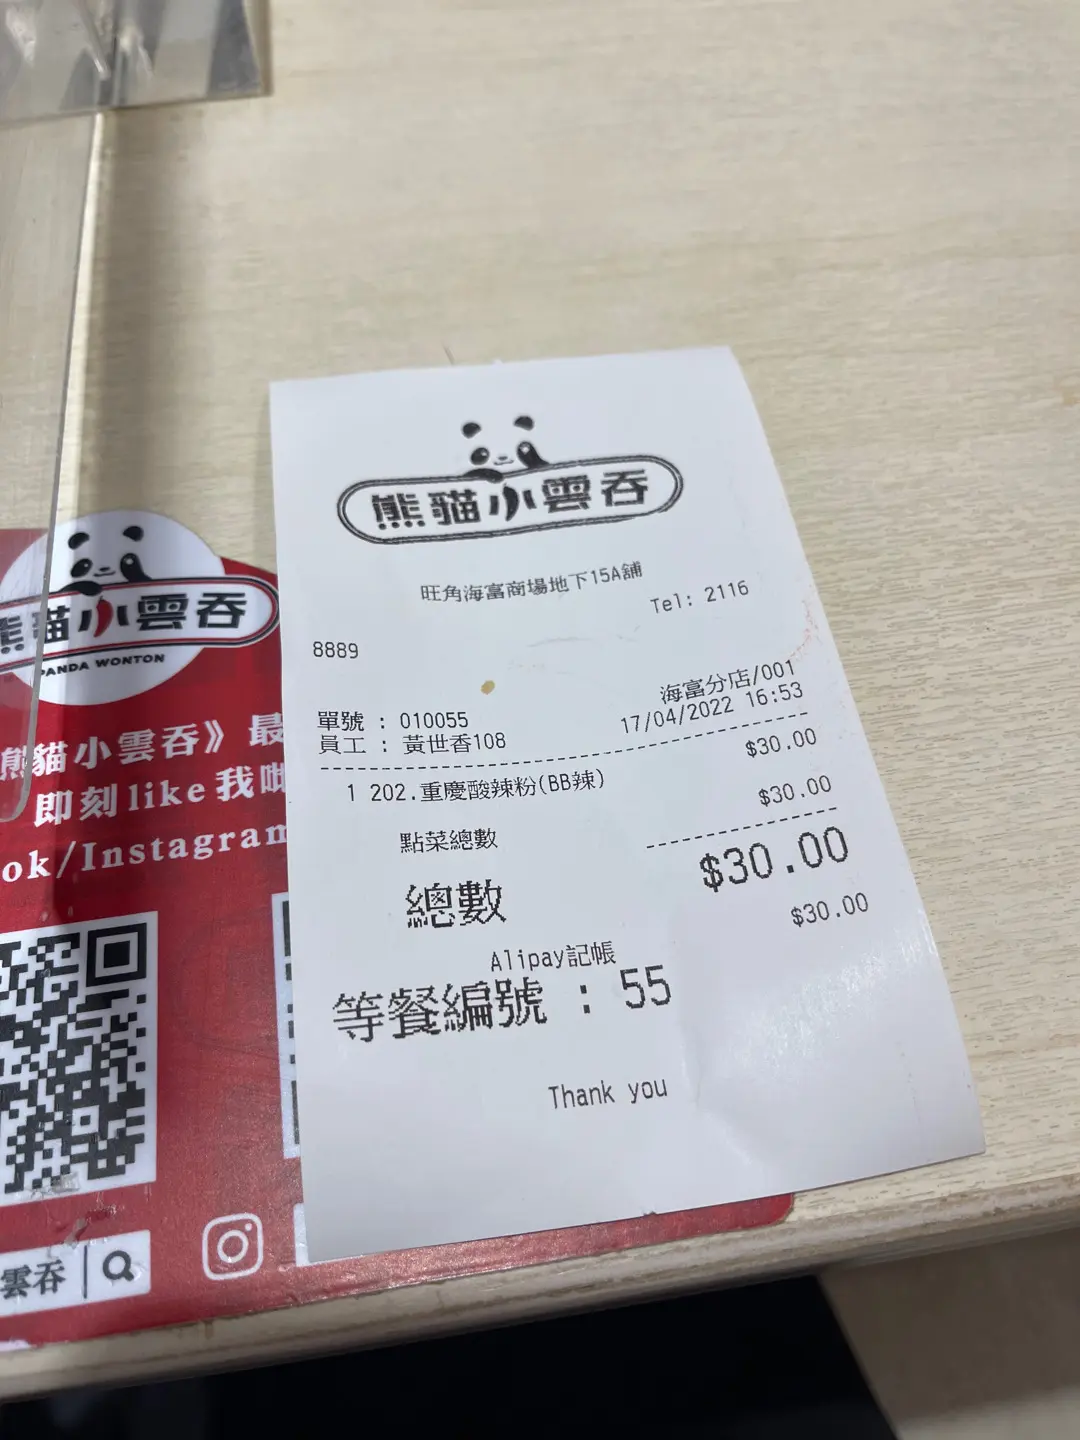 熊貓小雲吞
旺角海富商場地下15A舖
Tel: 2116
8889
海富分店/001
單號 : 010055
17/04/2022 16:53
員工 : 黃世香108
1 202.重慶酸辣粉(BB辣)
$30.00
點菜總數
$30.00
總數
$30.00
Alipay記帳
$30.00
等餐編號 : 55
Thank you
熊貓小雲吞
PANDA WONTON
熊貓小雲吞》最
即刻like我哋
ok/Instagram
雲吞